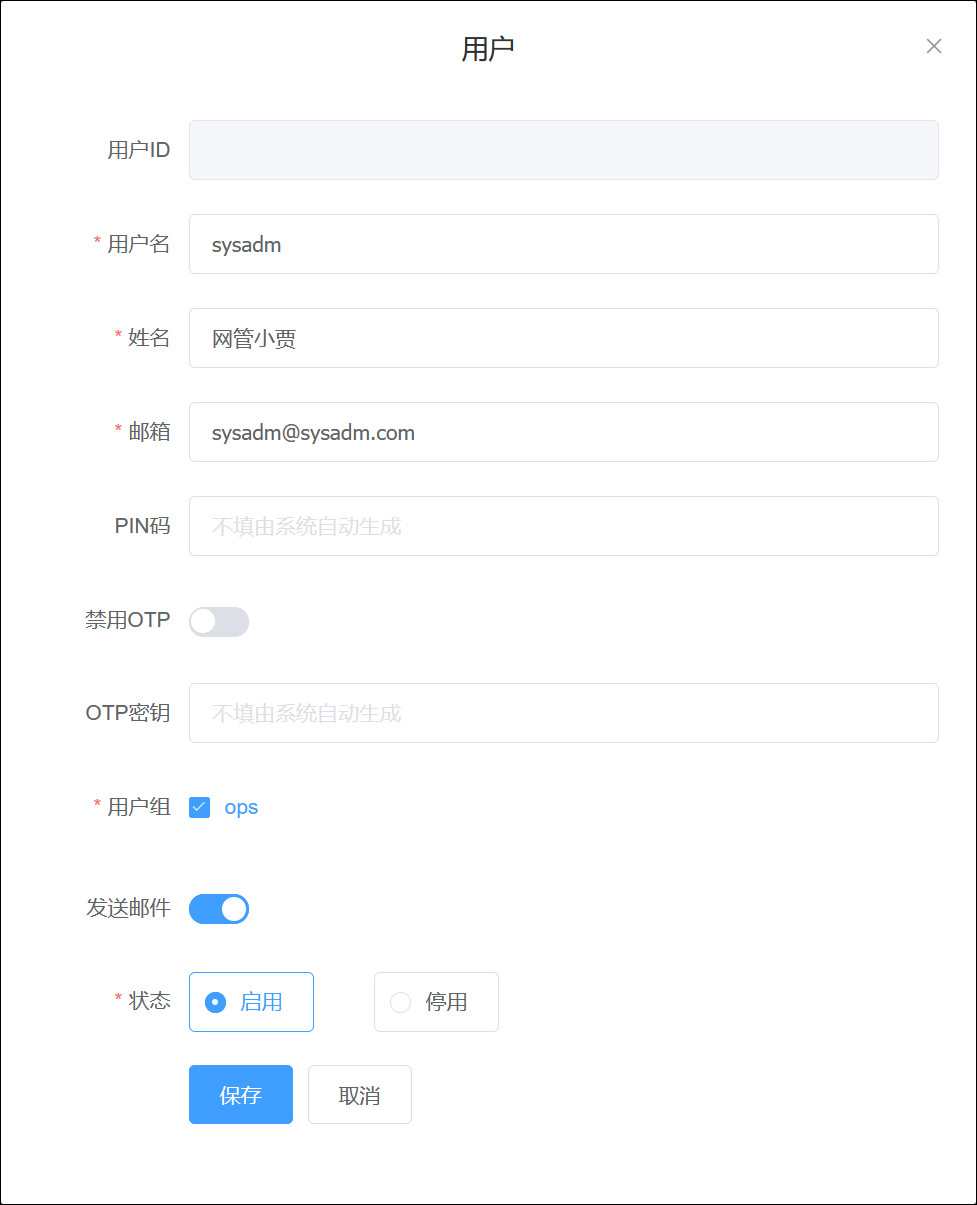 用户
用户ID
* 用户名 sysadm
* 姓名 网管小贾
* 邮箱 sysadm@sysadm.com
PIN码 不填由系统自动生成
禁用OTP
OTP密钥 不填由系统自动生成
* 用户组 ops
发送邮件
* 状态 启用 停用
保存 取消